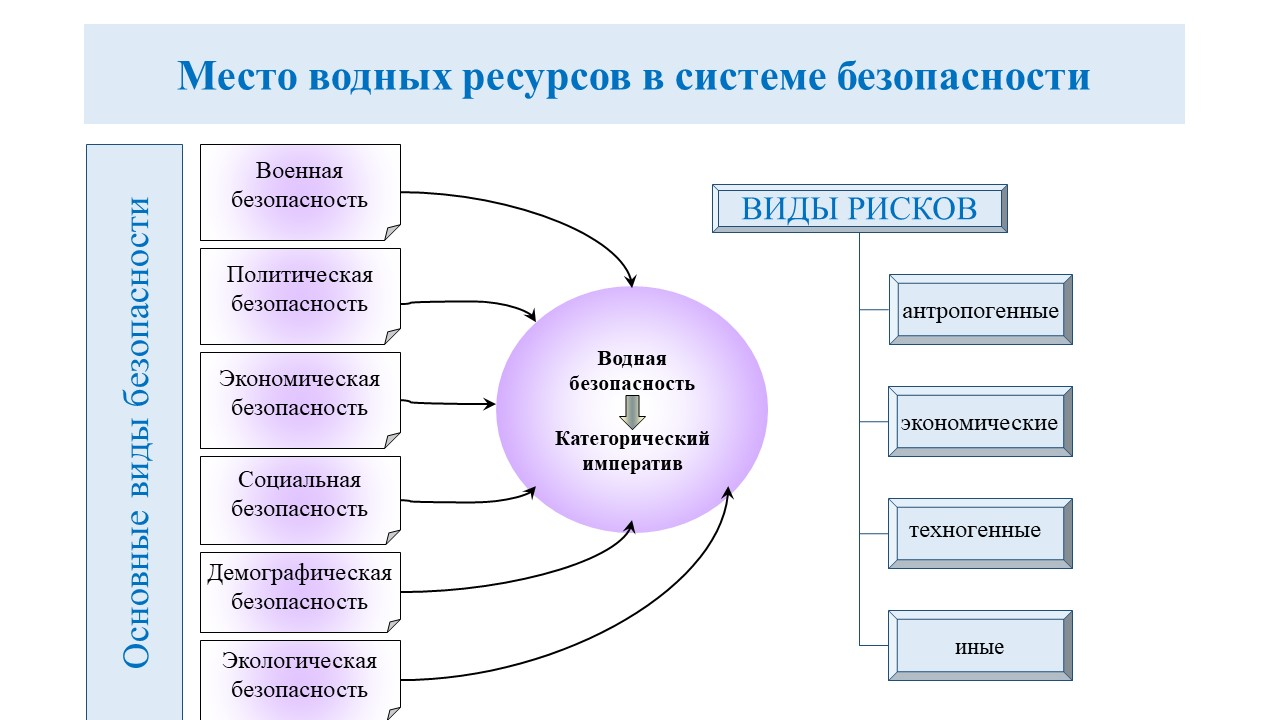 Место водных ресурсов в системе безопасности
Основные виды безопасности
Военная
безопасность
Политическая
безопасность
Экономическая
безопасность
Социальная
безопасность
Демографическая
безопасность
Экологическая
безопасность
Водная
безопасность
Категорический
императив
ВИДЫ РИСКОВ
антропогенные
экономические
техногенные
иные